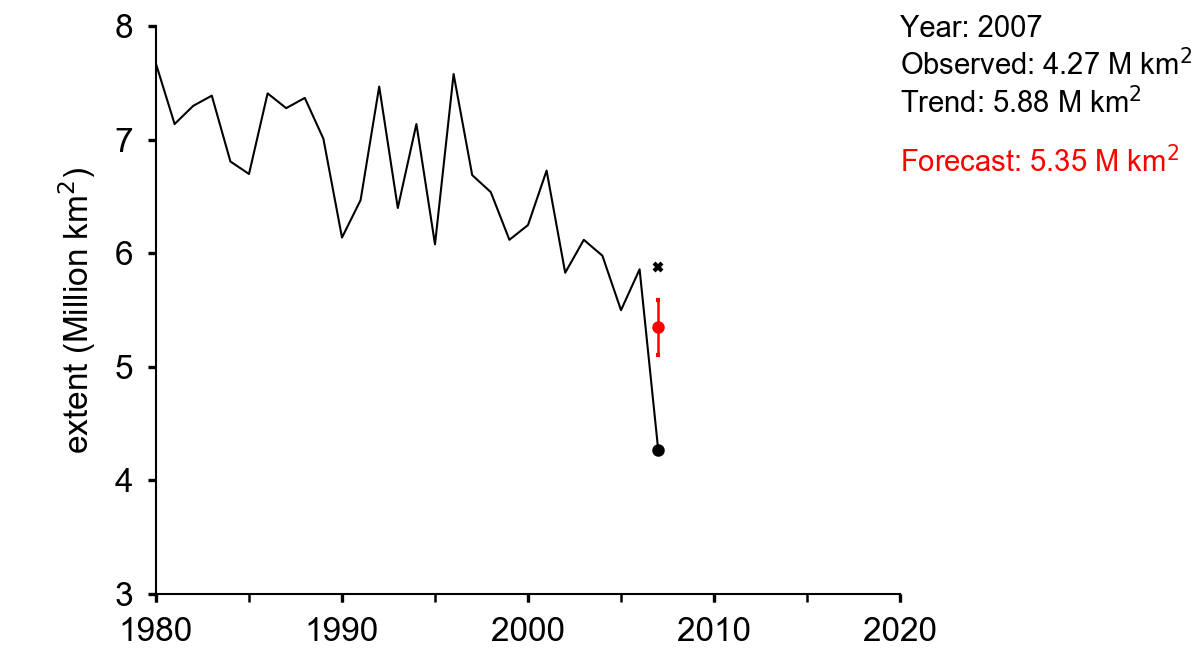 Year: 2007
Observed: 4.27 M km²
Trend: 5.88 M km²
Forecast: 5.35 M km²
extent (Million km²)
8
7
6
5
4
3
1980 1990 2000 2010 2020